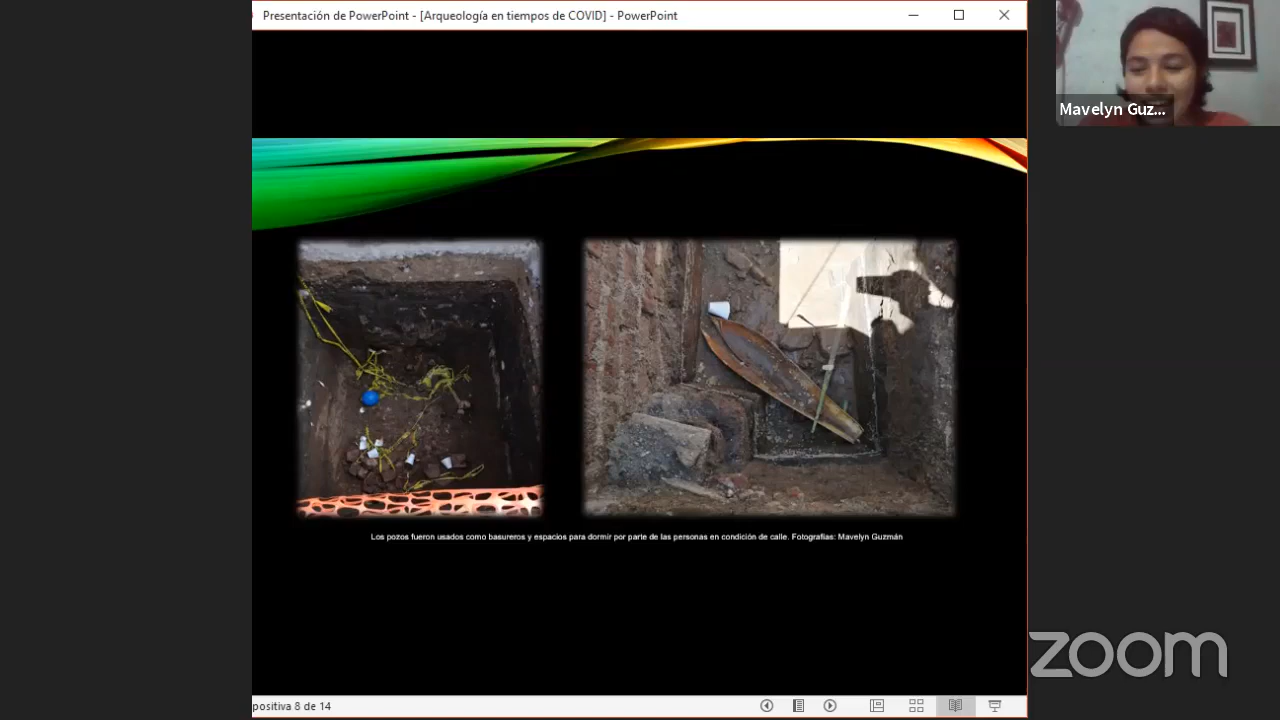 Presentación de PowerPoint - [Arqueología en tiempos de COVID] - PowerPoint
Mavelyn Guz...
Los pozos fueron usados como basureros y espacios para dormir por parte de las personas en condición de calle. Fotografías: Mavelyn Guzmán
zoom
positiva 8 de 14